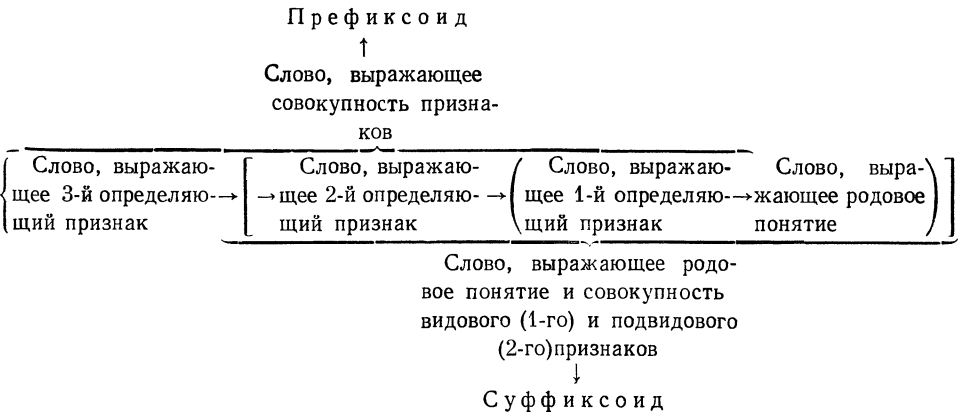 Префиксоид
↑
Слово, выражающее
совокупность призна-
ков
{ Слово, выражаю- [ Слово, выражаю- ( Слово, выражаю- Слово, выра- ) ]
щее 3-й определяю-→ →щее 2-й определяю-→ щее 1-й определяю-→жающее родовое
щий признак щий признак щий признак понятие
Слово, выражающее родо-
вое понятие и совокупность
видового (1-го) и подвидового
(2-го)признаков
↓
Суффиксоид